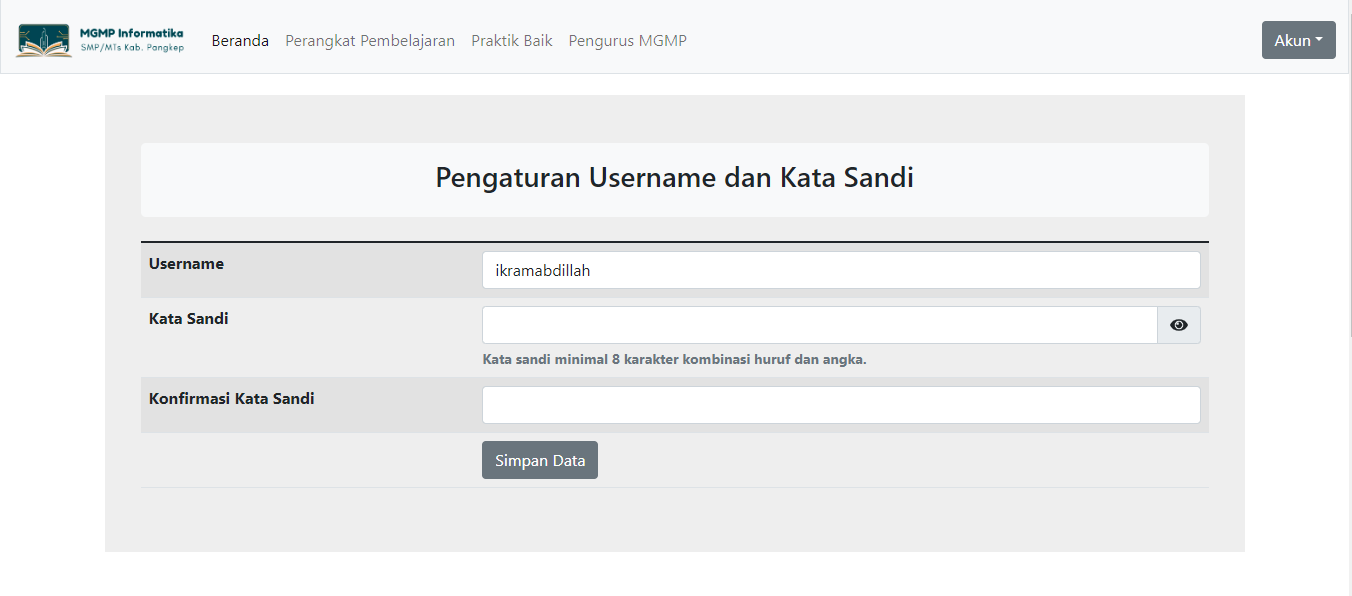 MGMP Informatika
SMP/MTs Kab. Pangkep
Beranda Perangkat Pembelajaran Praktik Baik Pengurus MGMP
Akun
Pengaturan Username dan Kata Sandi
Username
ikramabdillah
Kata Sandi
Kata sandi minimal 8 karakter kombinasi huruf dan angka.
Konfirmasi Kata Sandi
Simpan Data